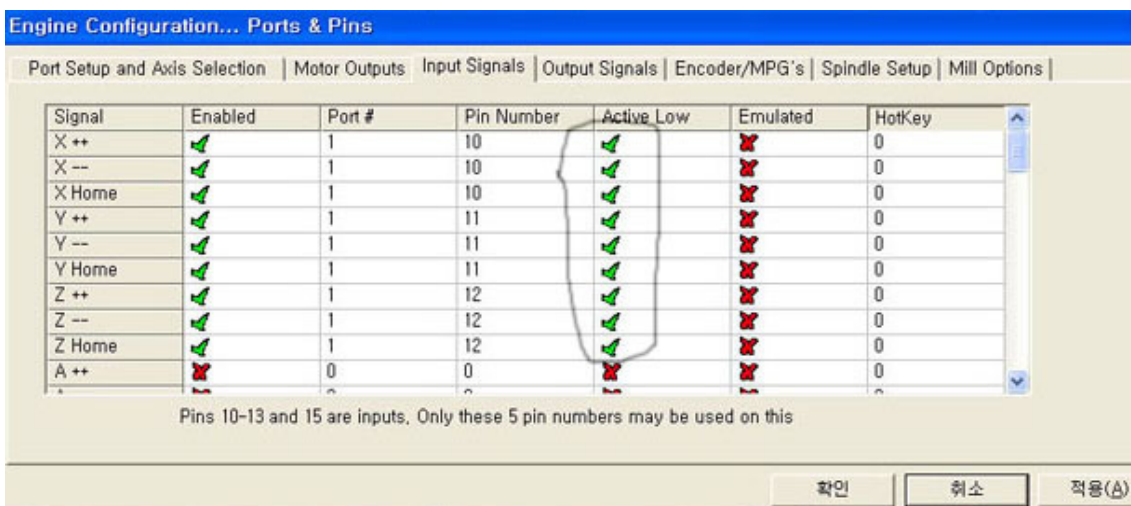 Engine Configuration... Ports & Pins
Port Setup and Axis Selection | Motor Outputs | Input Signals | Output Signals | Encoder/MPG's | Spindle Setup | Mill Options |
Signal Enabled Port # Pin Number Active Low Emulated HotKey
X ++ 1 10 0
X -- 1 10 0
X Home 1 10 0
Y ++ 1 11 0
Y -- 1 11 0
Y Home 1 11 0
Z ++ 1 12 0
Z -- 1 12 0
Z Home 1 12 0
A ++ 0 0 0
Pins 10-13 and 15 are inputs. Only these 5 pin numbers may be used on this
확인 취소 적용(A)